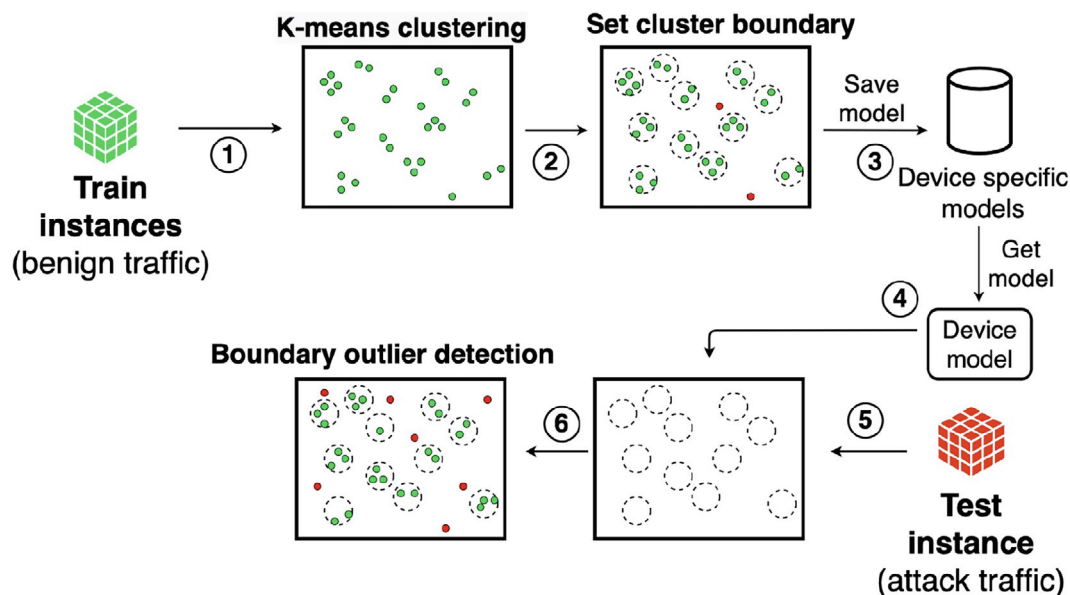 K-means clustering
Set cluster boundary
Save
model
1
2
3
Train
instances
(benign traffic)
Device specific
models
Get
model
4
Device
model
Boundary outlier detection
6
5
Test
instance
(attack traffic)